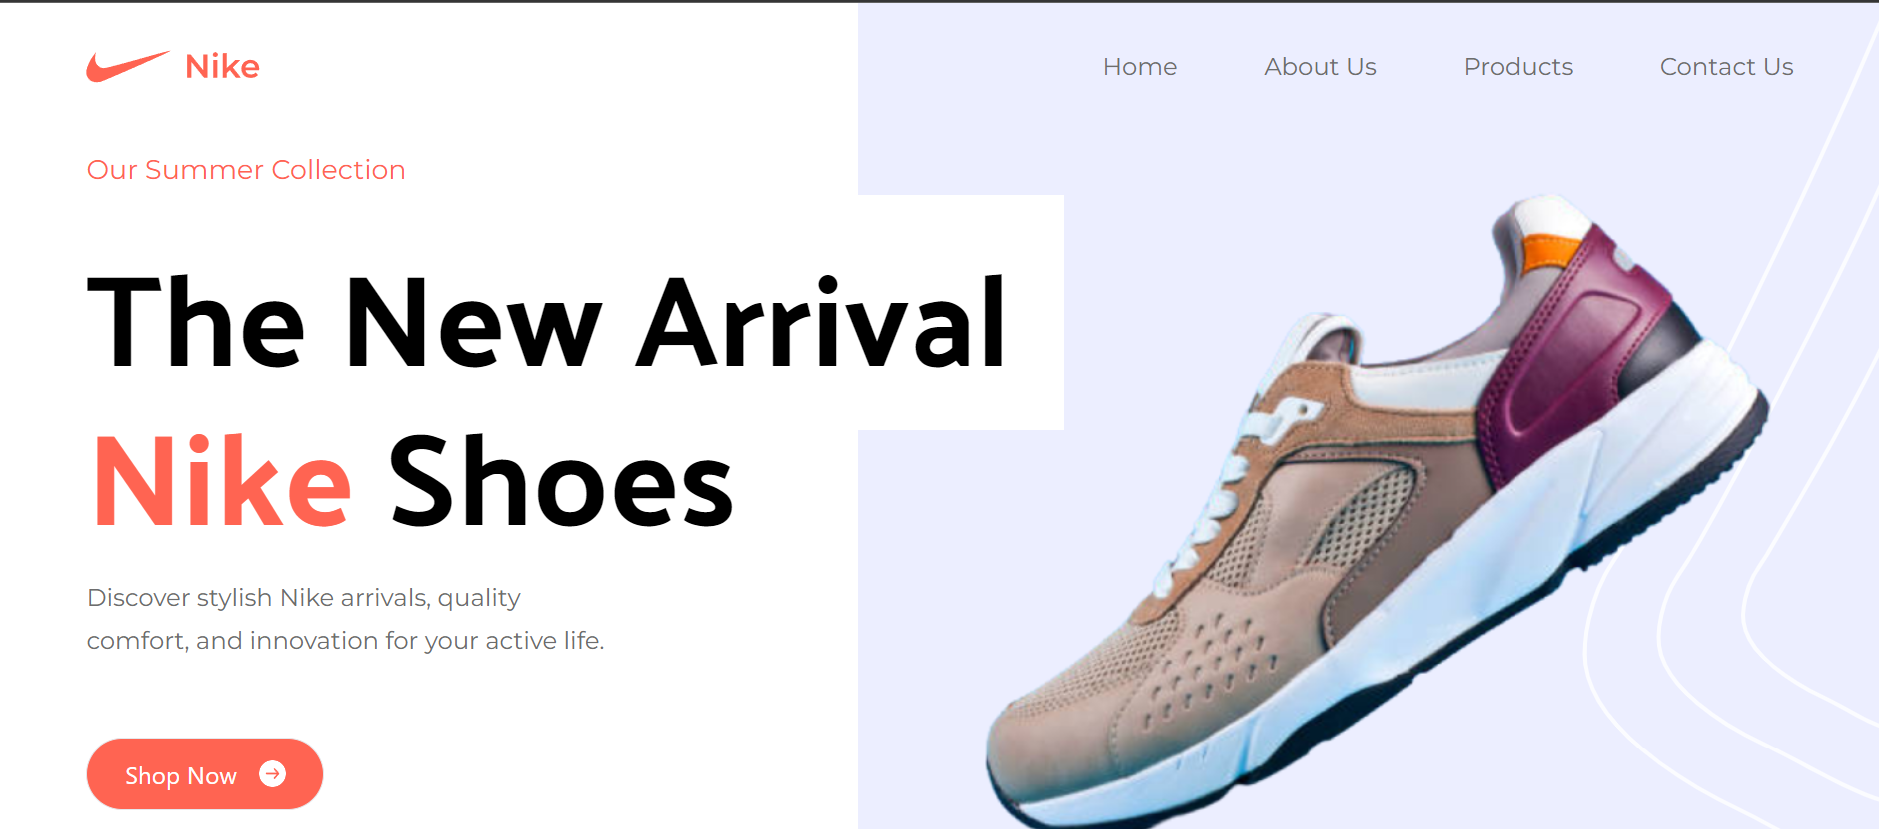 Nike
Home
About Us
Products
Contact Us
Our Summer Collection
The New Arrival
Nike Shoes
Discover stylish Nike arrivals, quality
comfort, and innovation for your active life.
Shop Now